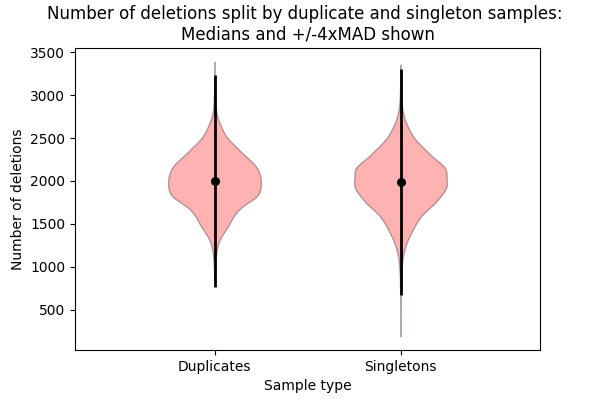 Number of deletions split by duplicate and singleton samples:
Medians and +/-4xMAD shown
3500
3000
2500
2000
1500
1000
500
Number of deletions
Duplicates
Singletons
Sample type